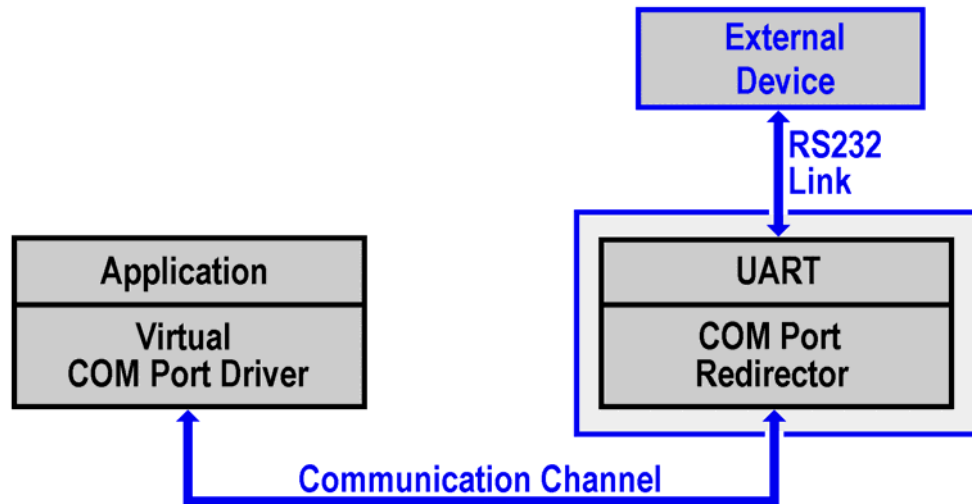 External
Device
RS232
Link
Application
Virtual
COM Port Driver
UART
COM Port
Redirector
Communication Channel